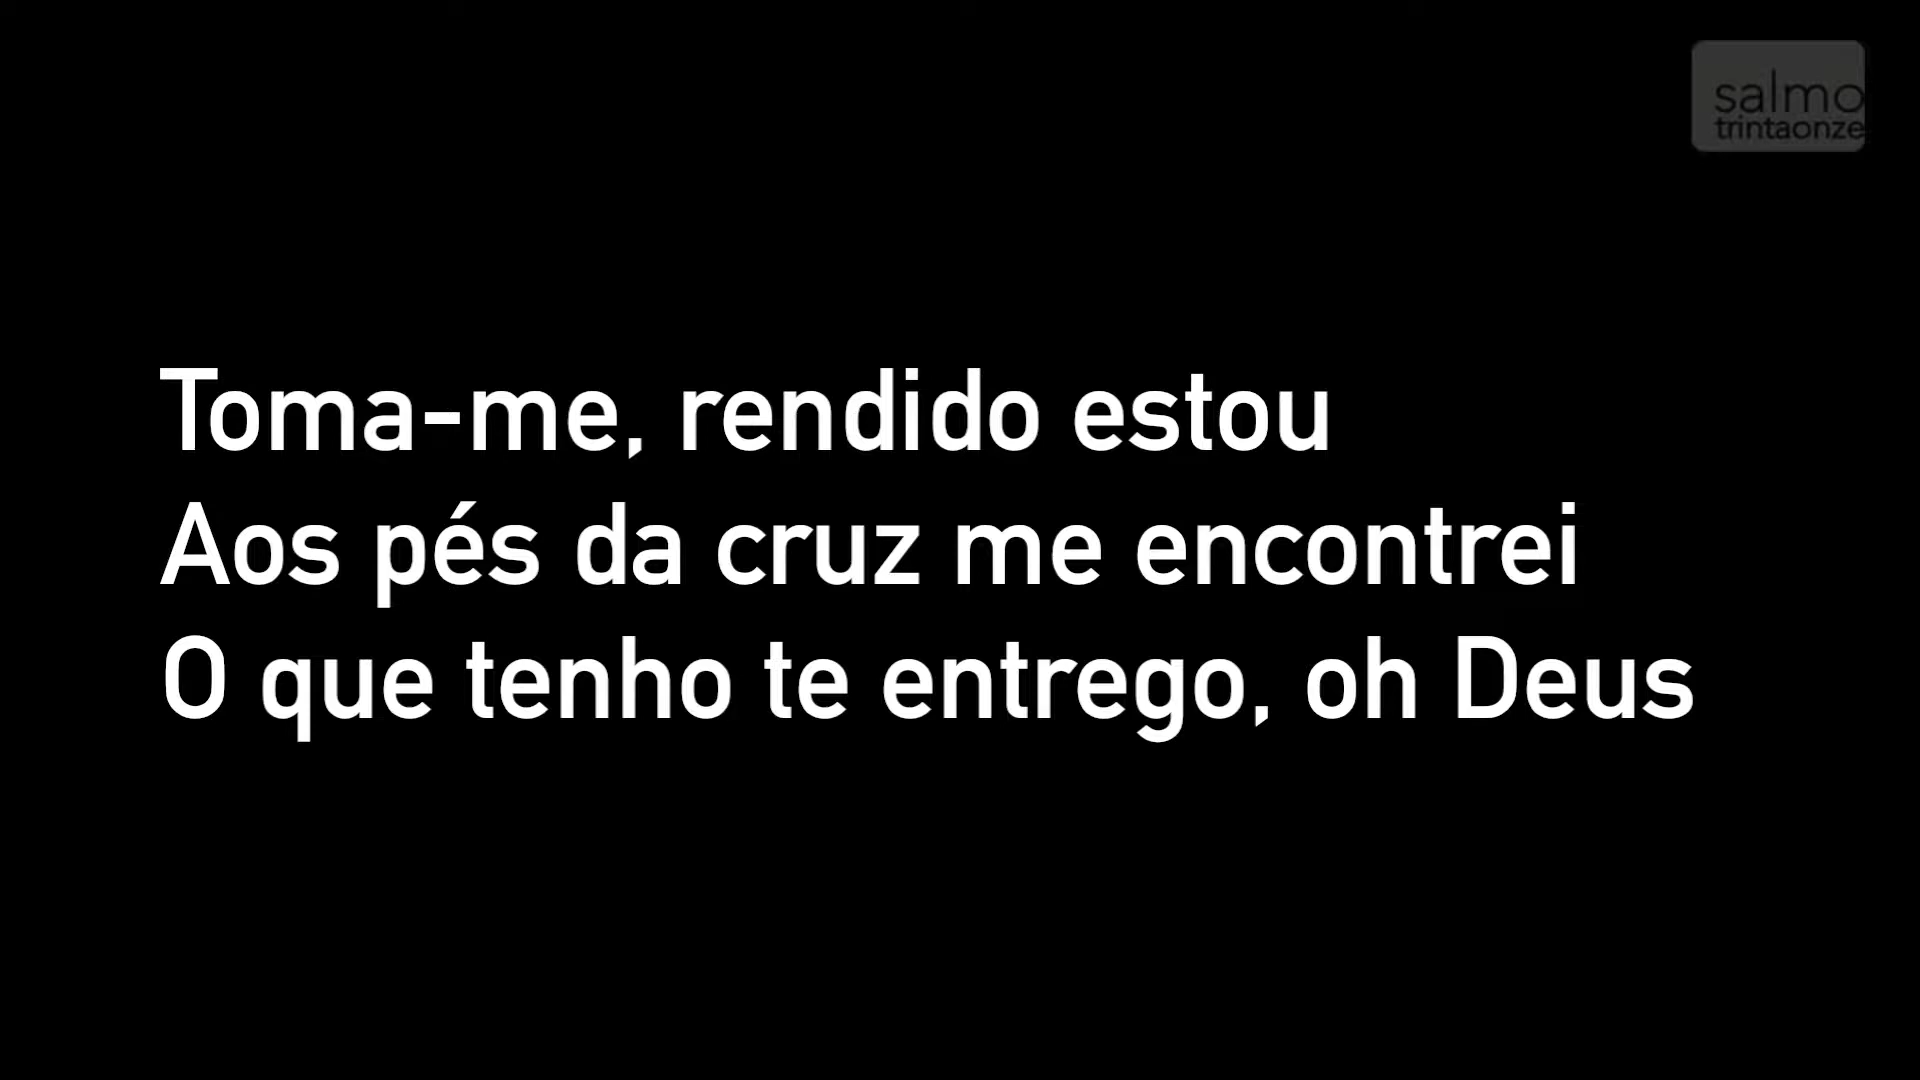 salmo
trintaonze
Toma-me, rendido estou
Aos pés da cruz me encontrei
O que tenho te entrego, oh Deus